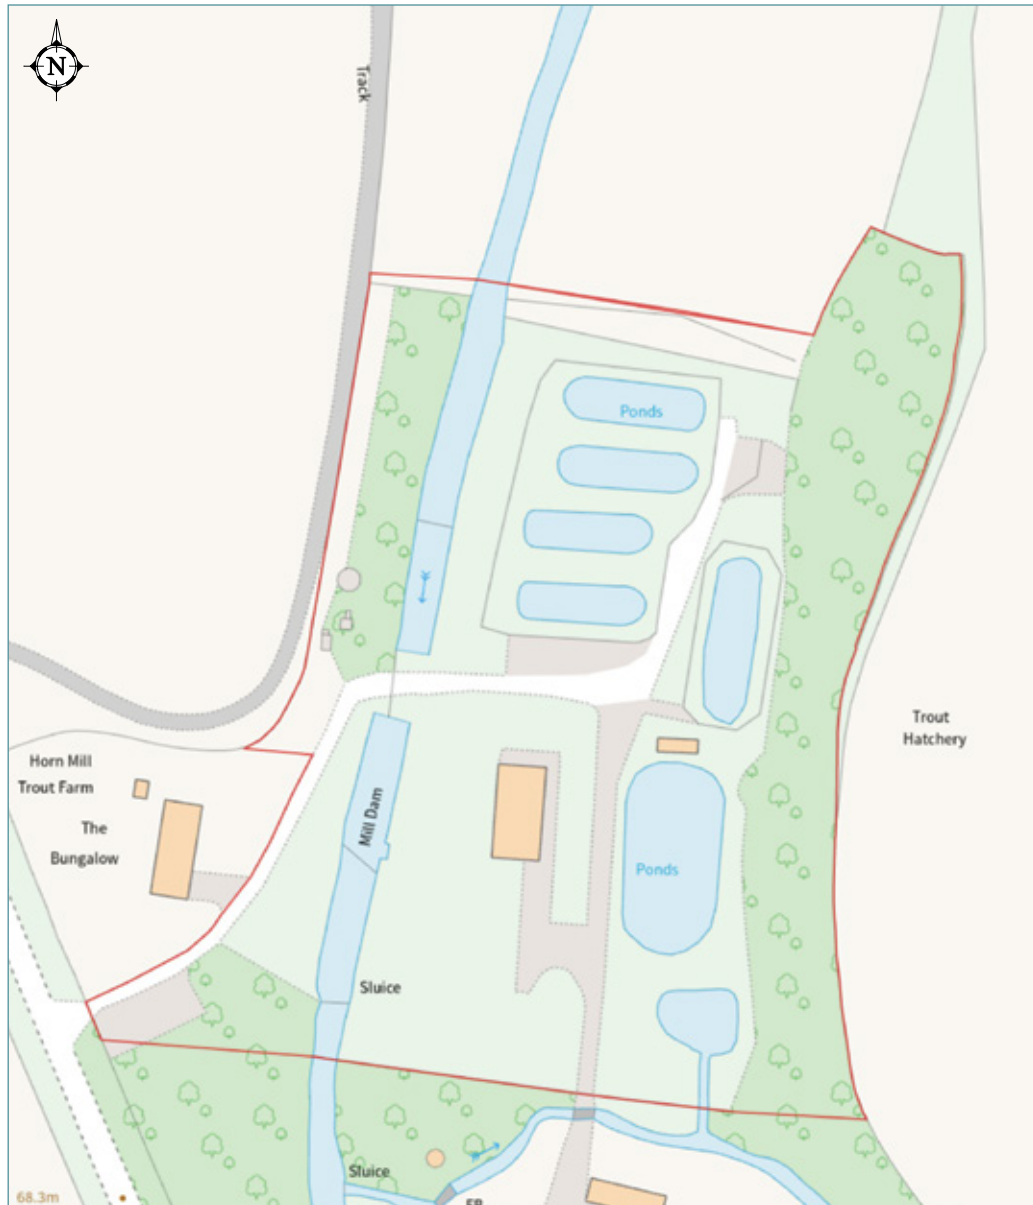 N
Track
Ponds
Trout
Hatchery
Horn Mill
Trout Farm
The
Bungalow
Mill Dam
Ponds
Sluice
Sluice
68.3m